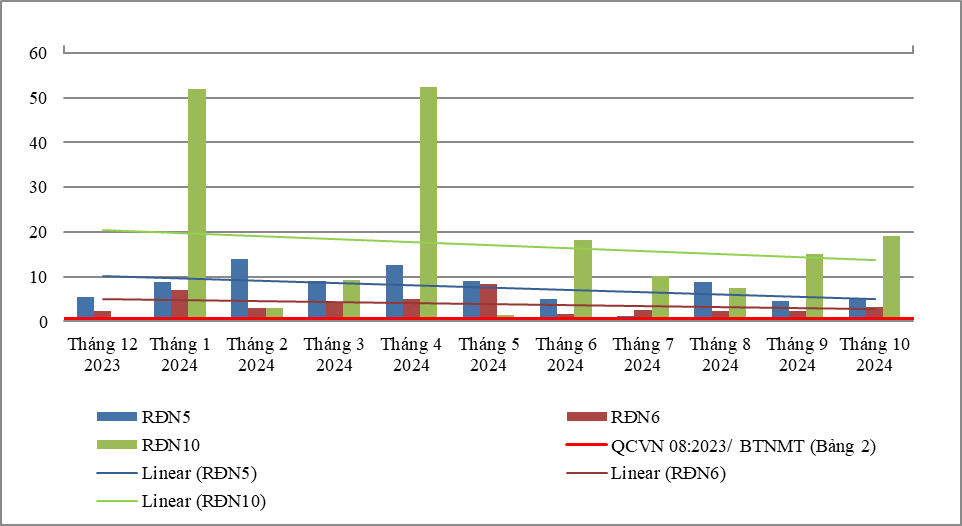 60
50
40
30
20
10
0
Tháng 12 2023
Tháng 1 2024
Tháng 2 2024
Tháng 3 2024
Tháng 4 2024
Tháng 5 2024
Tháng 6 2024
Tháng 7 2024
Tháng 8 2024
Tháng 9 2024
Tháng 10 2024
RĐN5
RĐN6
RĐN10
QCVN 08:2023/ BTNMT (Bảng 2)
Linear (RĐN5)
Linear (RĐN6)
Linear (RĐN10)